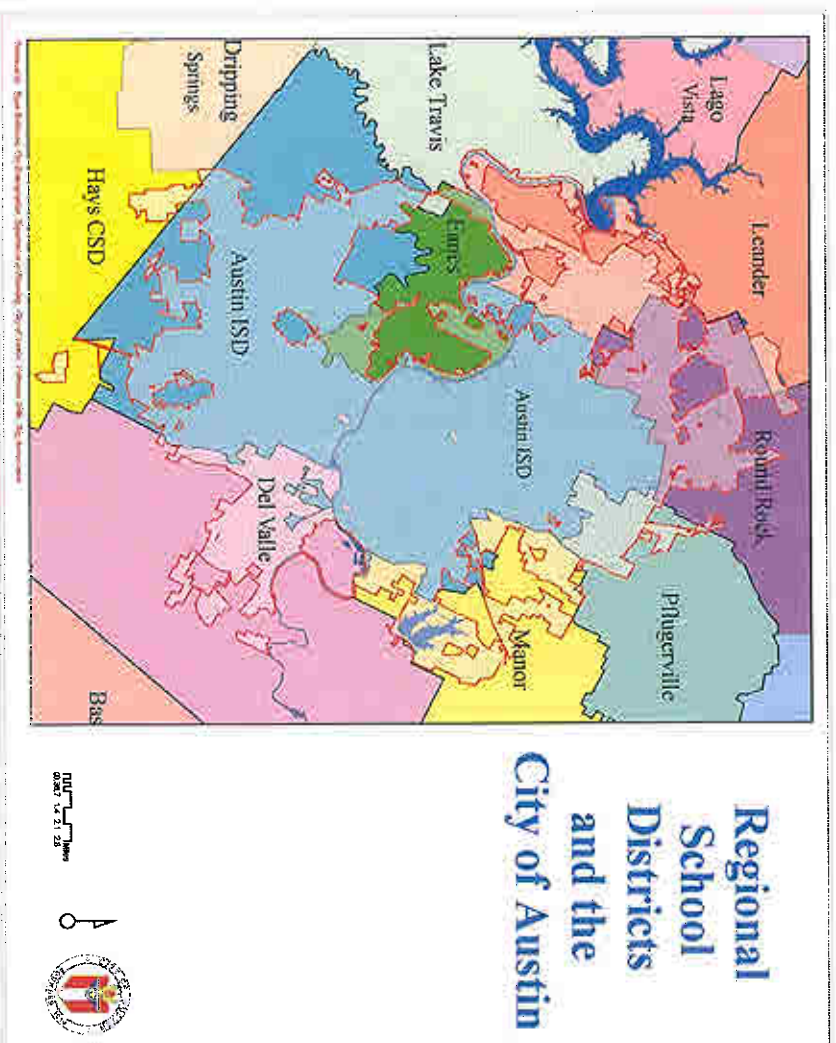 Regional
School
Districts
and the
City of Austin
Lago
Vista
Leander
Round Rock
Pflugerville
Lake Travis
Eanes
Austin ISD
Manor
Dripping
Springs
Austin ISD
Del Valle
Hays CSD
Bas
Miles